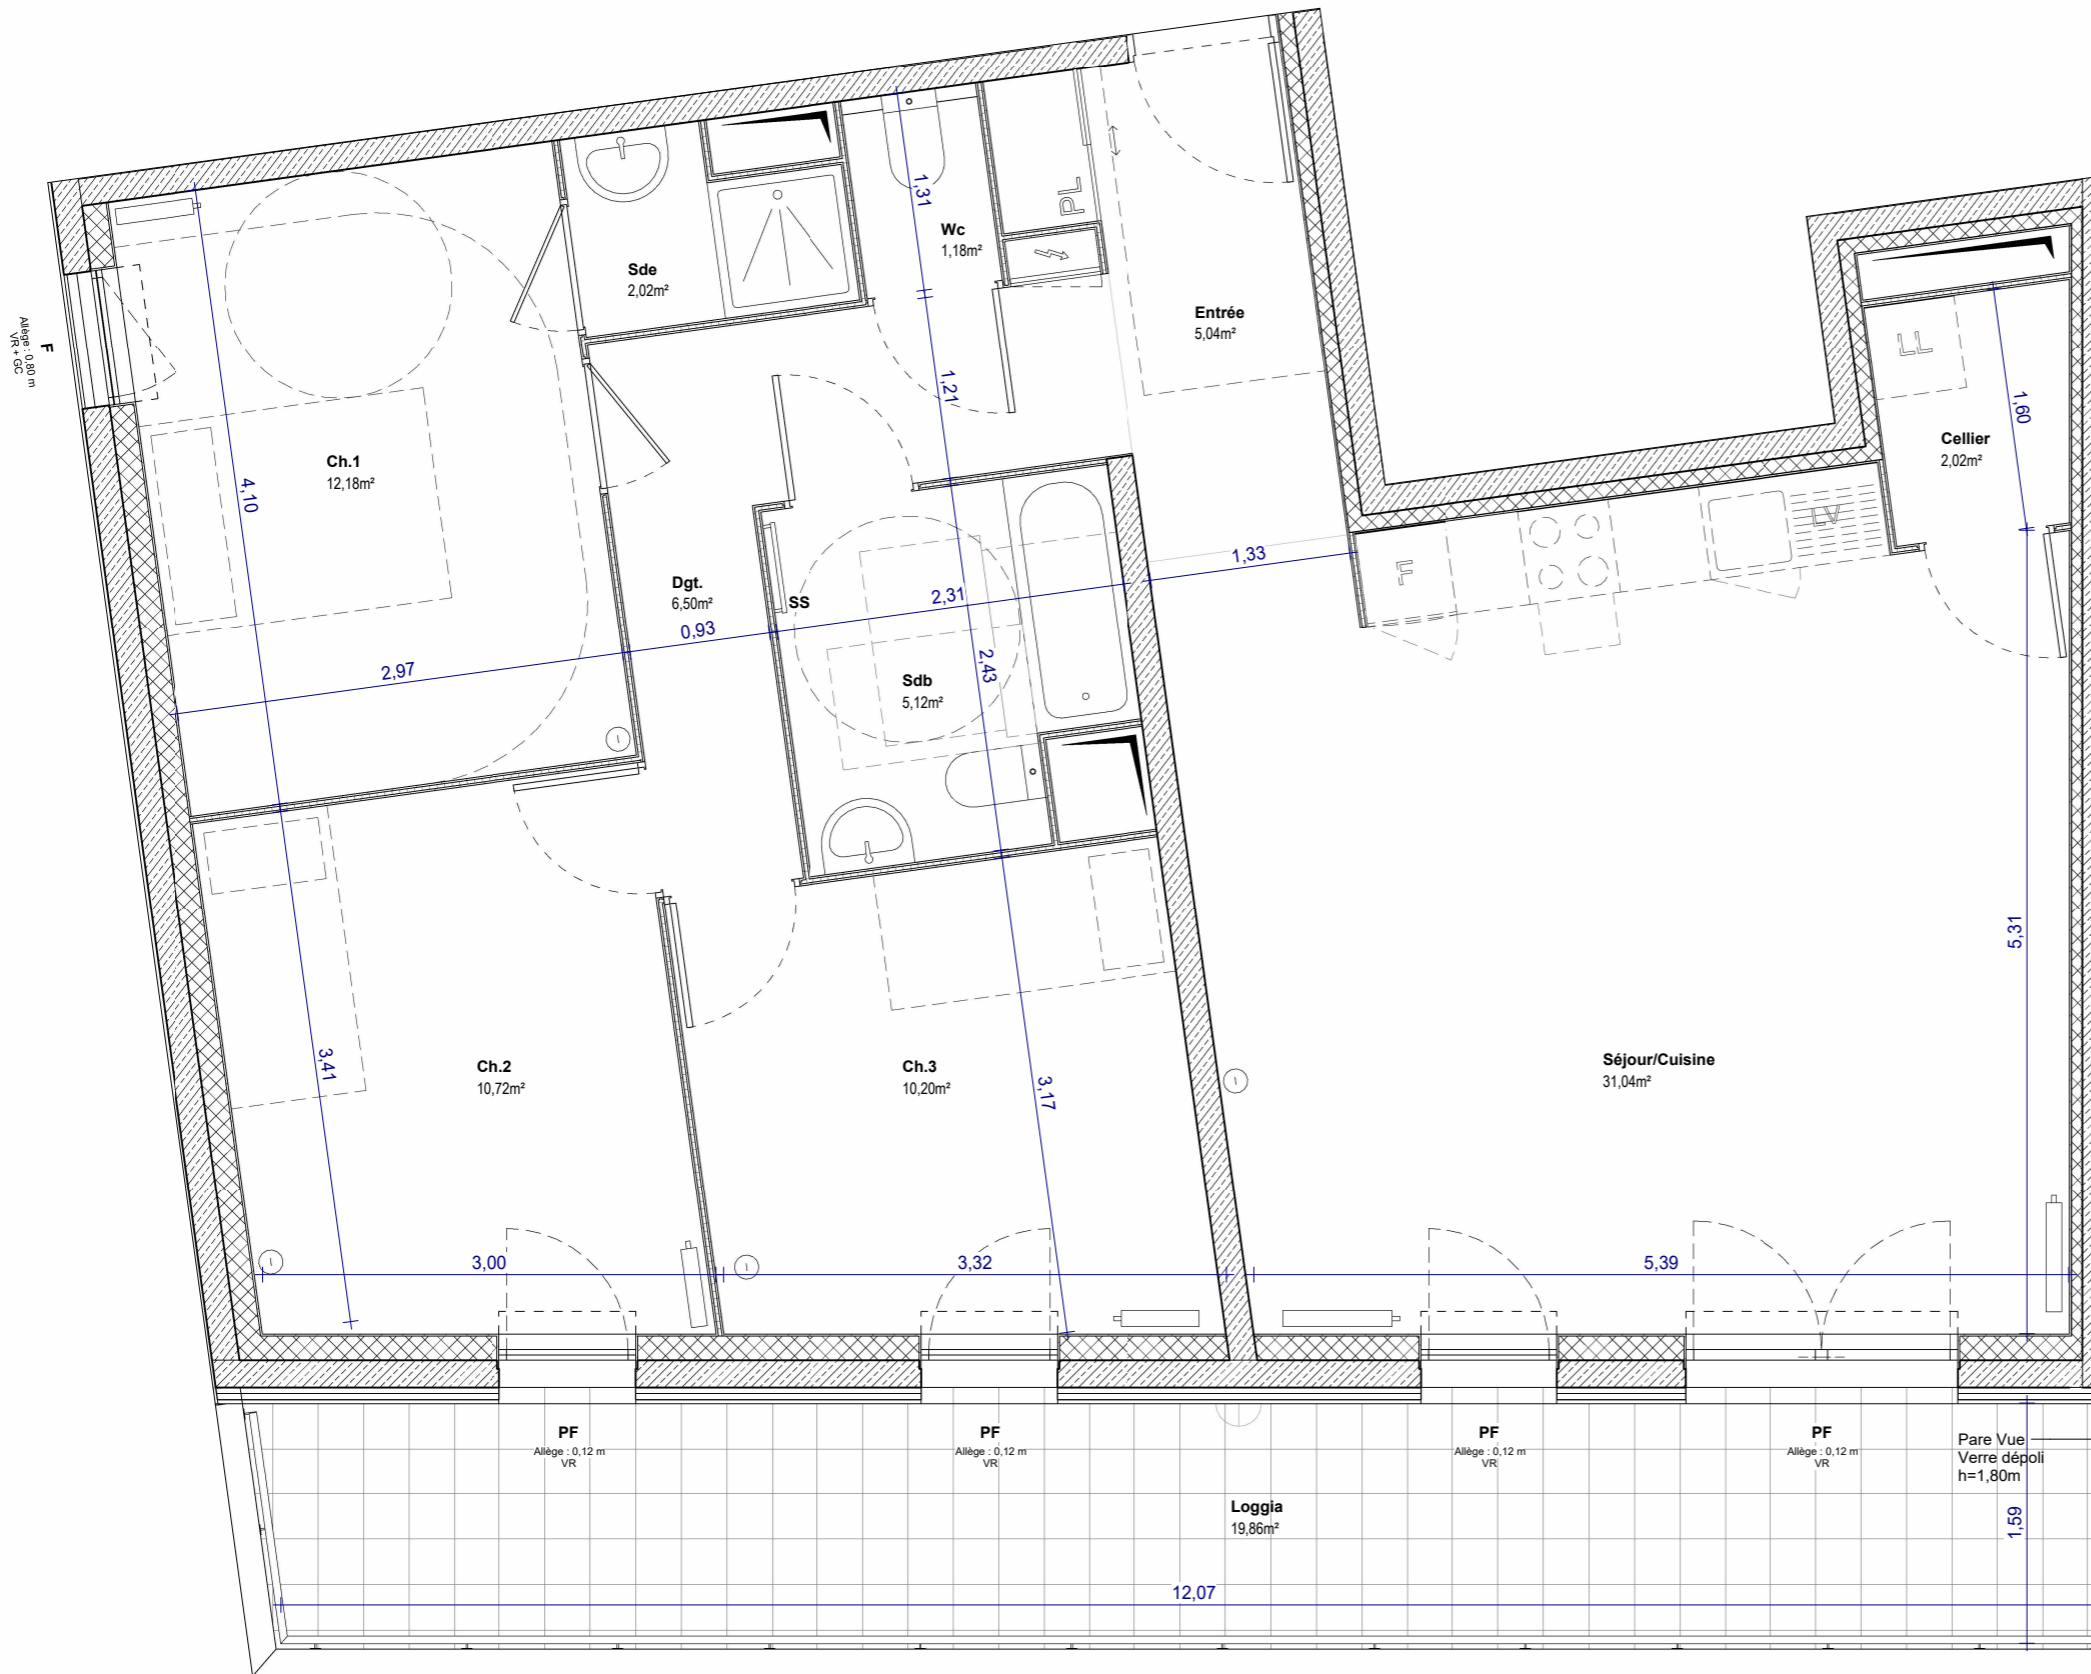 PL
Wc
1,18m²
1,31
Sde
2,02m²
Entrée
5,04m²
F
Allège : 0,80 m
VR + GC
LL
1,21
1,60
Cellier
2,02m²
Ch.1
12,18m²
4,10
LV
F
1,33
Dgt.
6,50m²
SS
2,31
0,93
2,97
2,43
Sdb
5,12m²
5,31
3,41
Ch.2
10,72m²
Ch.3
10,20m²
3,17
Séjour/Cuisine
31,04m²
3,00
3,32
5,39
PF
Allège : 0,12 m
VR
PF
Allège : 0,12 m
VR
PF
Allège : 0,12 m
VR
PF
Allège : 0,12 m
VR
Pare Vue
Verre dépoli
h=1,80m
Loggia
19,86m²
1,59
12,07